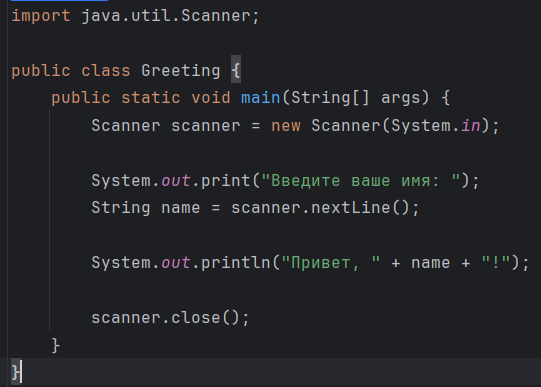 import java.util.Scanner;
public class Greeting {
public static void main(String[] args) {
Scanner scanner = new Scanner(System.in);
System.out.print("Введите ваше имя: ");
String name = scanner.nextLine();
System.out.println("Привет, " + name + "!");
scanner.close();
}
}